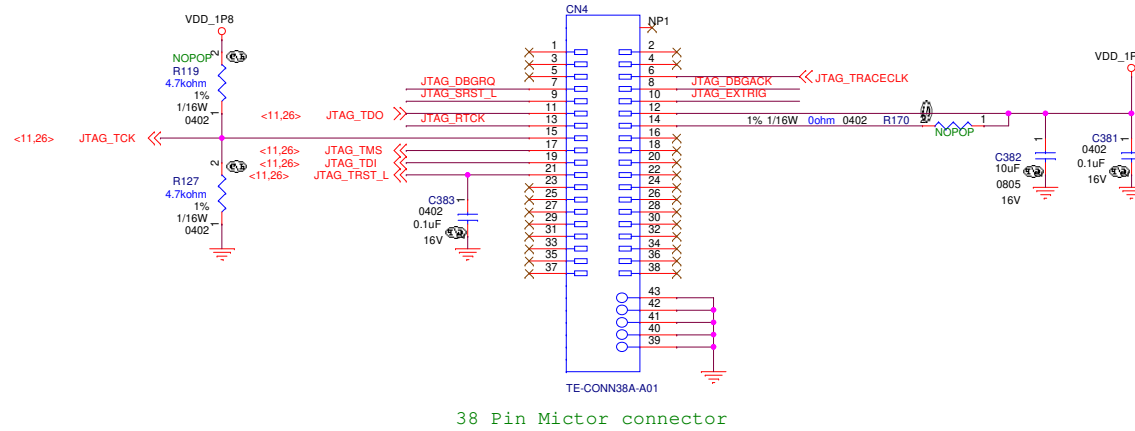 CN4
VDD_1P8
NP1
NOPOP
2
R119
4.7kohm
1%
1/16W
0402
1
VDD_1P
1
2
3
4
5
6
JTAG_TRACECLK
JTAG_DBGRQ
7
8
JTAG_DBGACK
JTAG_SRST_L
9
10
JTAG_EXTRIG
<11,26>
JTAG_TDO
11
12
JTAG_RTCK
13
14
1% 1/16W 0ohm 0402 R170
2
1
NOPOP
<11,26>
JTAG_TCK
15
16
<11,26>
JTAG_TMS
17
18
<11,26>
JTAG_TDI
19
20
<11,26>
JTAG_TRST_L
21
22
23
24
25
26
27
28
29
30
31
32
33
34
35
36
37
38
2
R127
4.7kohm
1%
1/16W
0402
1
C383
1
0402
0.1uF
16V
C382
1
10uF
0805
16V
C381
1
0402
0.1uF
16V
43
42
41
40
39
TE-CONN38A-A01
38 Pin Mictor connector